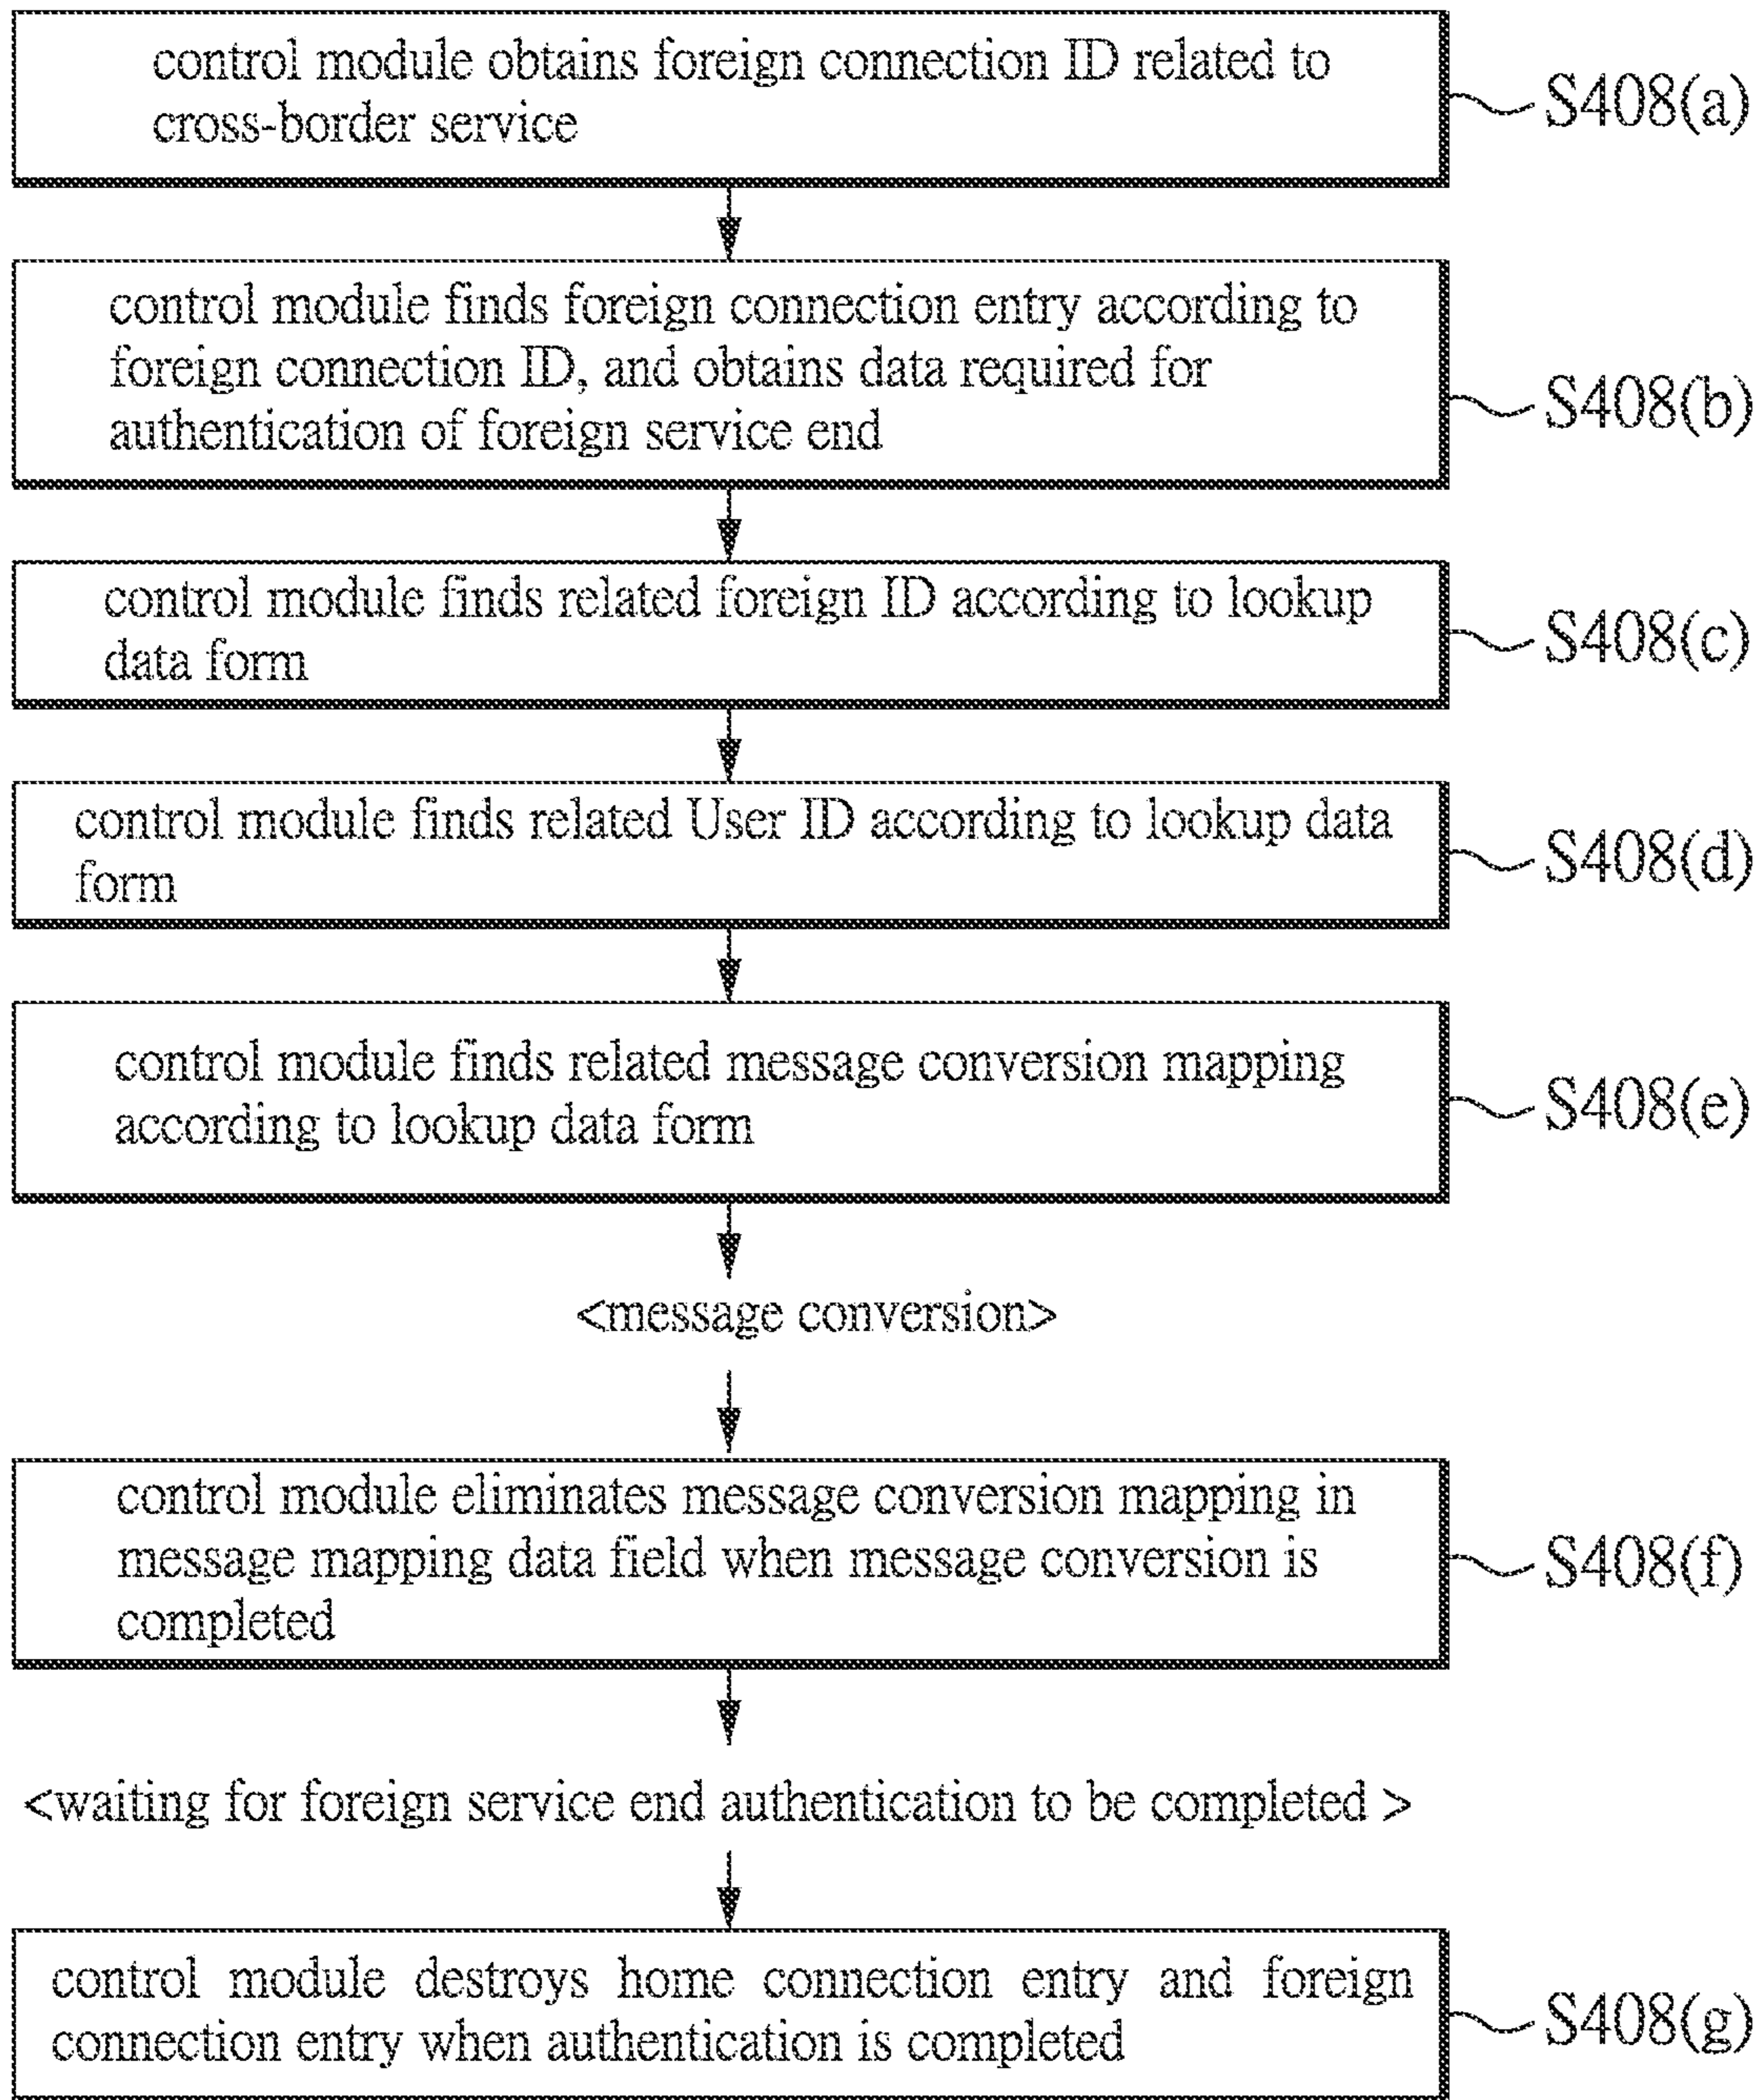 control module obtains foreign connection ID related to
cross-border service
S408(a)
control module finds foreign connection entry according to
foreign connection ID, and obtains data required for
authentication of foreign service end
S408(b)
control module finds related foreign ID according to lookup
data form
S408(c)
control module finds related User ID according to lookup data
form
S408(d)
control module finds related message conversion mapping
according to lookup data form
S408(e)
<message conversion>
control module eliminates message conversion mapping in
message mapping data field when message conversion is
completed
S408(f)
<waiting for foreign service end authentication to be completed >
control module destroys home connection entry and foreign
connection entry when authentication is completed
S408(g)